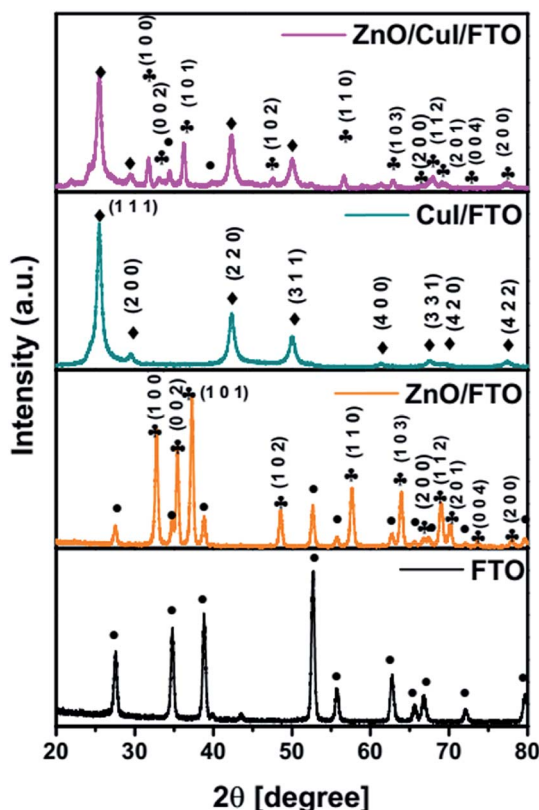 ZnO/CuI/FTO
(1 0 0)
(0 0 2)
(1 0 1)
(1 0 2)
(1 1 0)
(1 0 3)
(2 0 0)
(1 1 2)
(2 0 1)
(0 0 4)
(2 0 0)
CuI/FTO
(1 1 1)
(2 0 0)
(2 2 0)
(3 1 1)
(4 0 0)
(3 3 1)
(4 2 0)
(4 2 2)
ZnO/FTO
(1 0 0)
(0 0 2)
(1 0 1)
(1 0 2)
(1 1 0)
(1 0 3)
(2 0 0)
(1 1 2)
(2 0 1)
(0 0 4)
(2 0 0)
FTO
Intensity (a.u.)
20 30 40 50 60 70 80
2θ [degree]